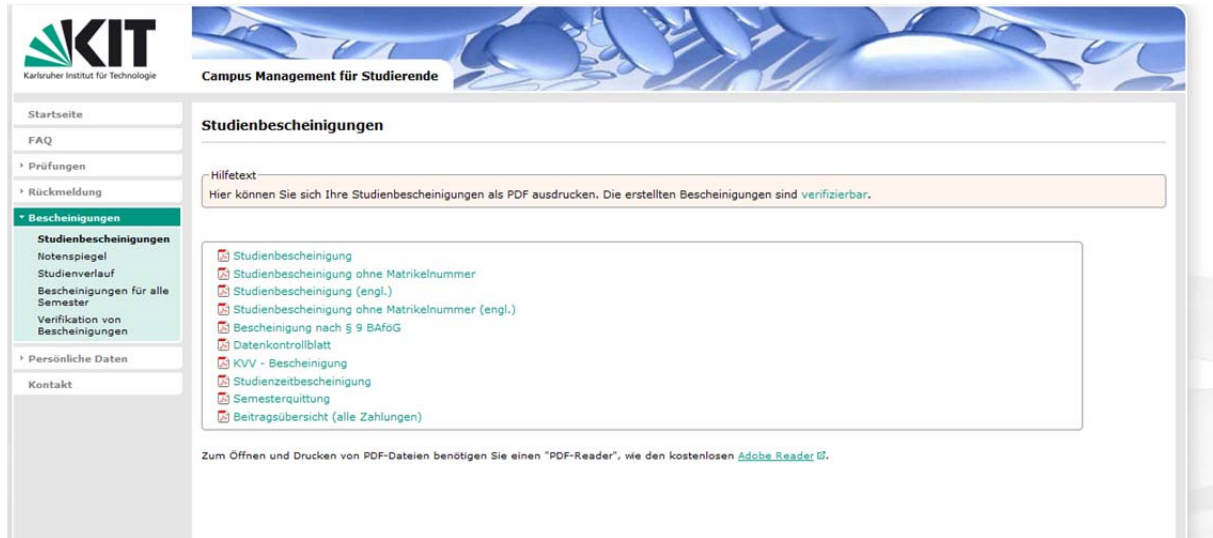 KIT
Karlsruher Institut für Technologie
Campus Management für Studierende
Startseite
FAQ
Prüfungen
Rückmeldung
Bescheinigungen
Studienbescheinigungen
Notenspiegel
Studienverlauf
Bescheinigungen für alle
Semester
Verifikation von
Bescheinigungen
Persönliche Daten
Kontakt
Studienbescheinigungen
Hilfetext
Hier können Sie sich Ihre Studienbescheinigungen als PDF ausdrucken. Die erstellten Bescheinigungen sind verifizierbar.
Studienbescheinigung
Studienbescheinigung ohne Matrikelnummer
Studienbescheinigung (engl.)
Studienbescheinigung ohne Matrikelnummer (engl.)
Bescheinigung nach § 9 BAföG
Datenkontrollblatt
KVV - Bescheinigung
Studienzeitbescheinigung
Semesterquittung
Beitragsübersicht (alle Zahlungen)
Zum Öffnen und Drucken von PDF-Dateien benötigen Sie einen "PDF-Reader", wie den kostenlosen Adobe Reader.